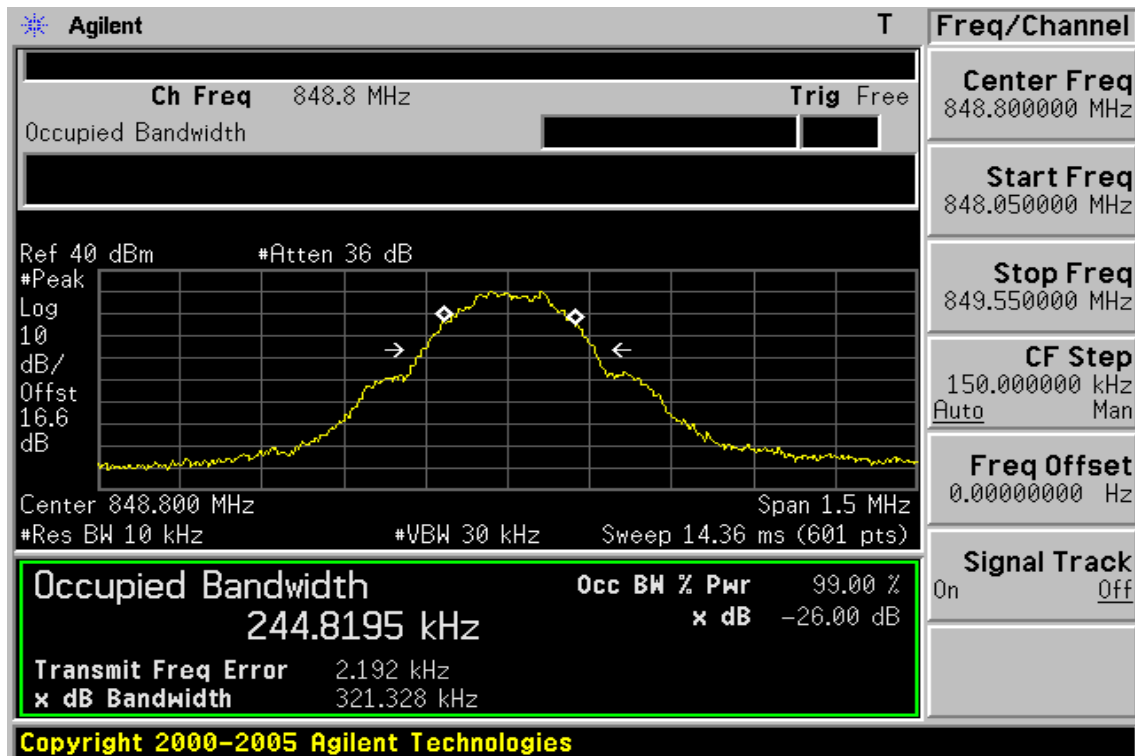 Agilent T
Ch Freq 848.8 MHz Trig Free
Occupied Bandwidth
Ref 40 dBm #Atten 36 dB
#Peak
Log
10
dB/
Offst
16.6
dB
Center 848.800 MHz Span 1.5 MHz
#Res BW 10 kHz #VBW 30 kHz Sweep 14.36 ms (601 pts)
Occupied Bandwidth
244.8195 kHz
Occ BW % Pwr 99.00 %
x dB -26.00 dB
Transmit Freq Error 2.192 kHz
x dB Bandwidth 321.328 kHz
Copyright 2000-2005 Agilent Technologies
Freq/Channel
Center Freq
848.800000 MHz
Start Freq
848.050000 MHz
Stop Freq
849.550000 MHz
CF Step
150.000000 kHz
Auto Man
Freq Offset
0.00000000 Hz
Signal Track
On Off